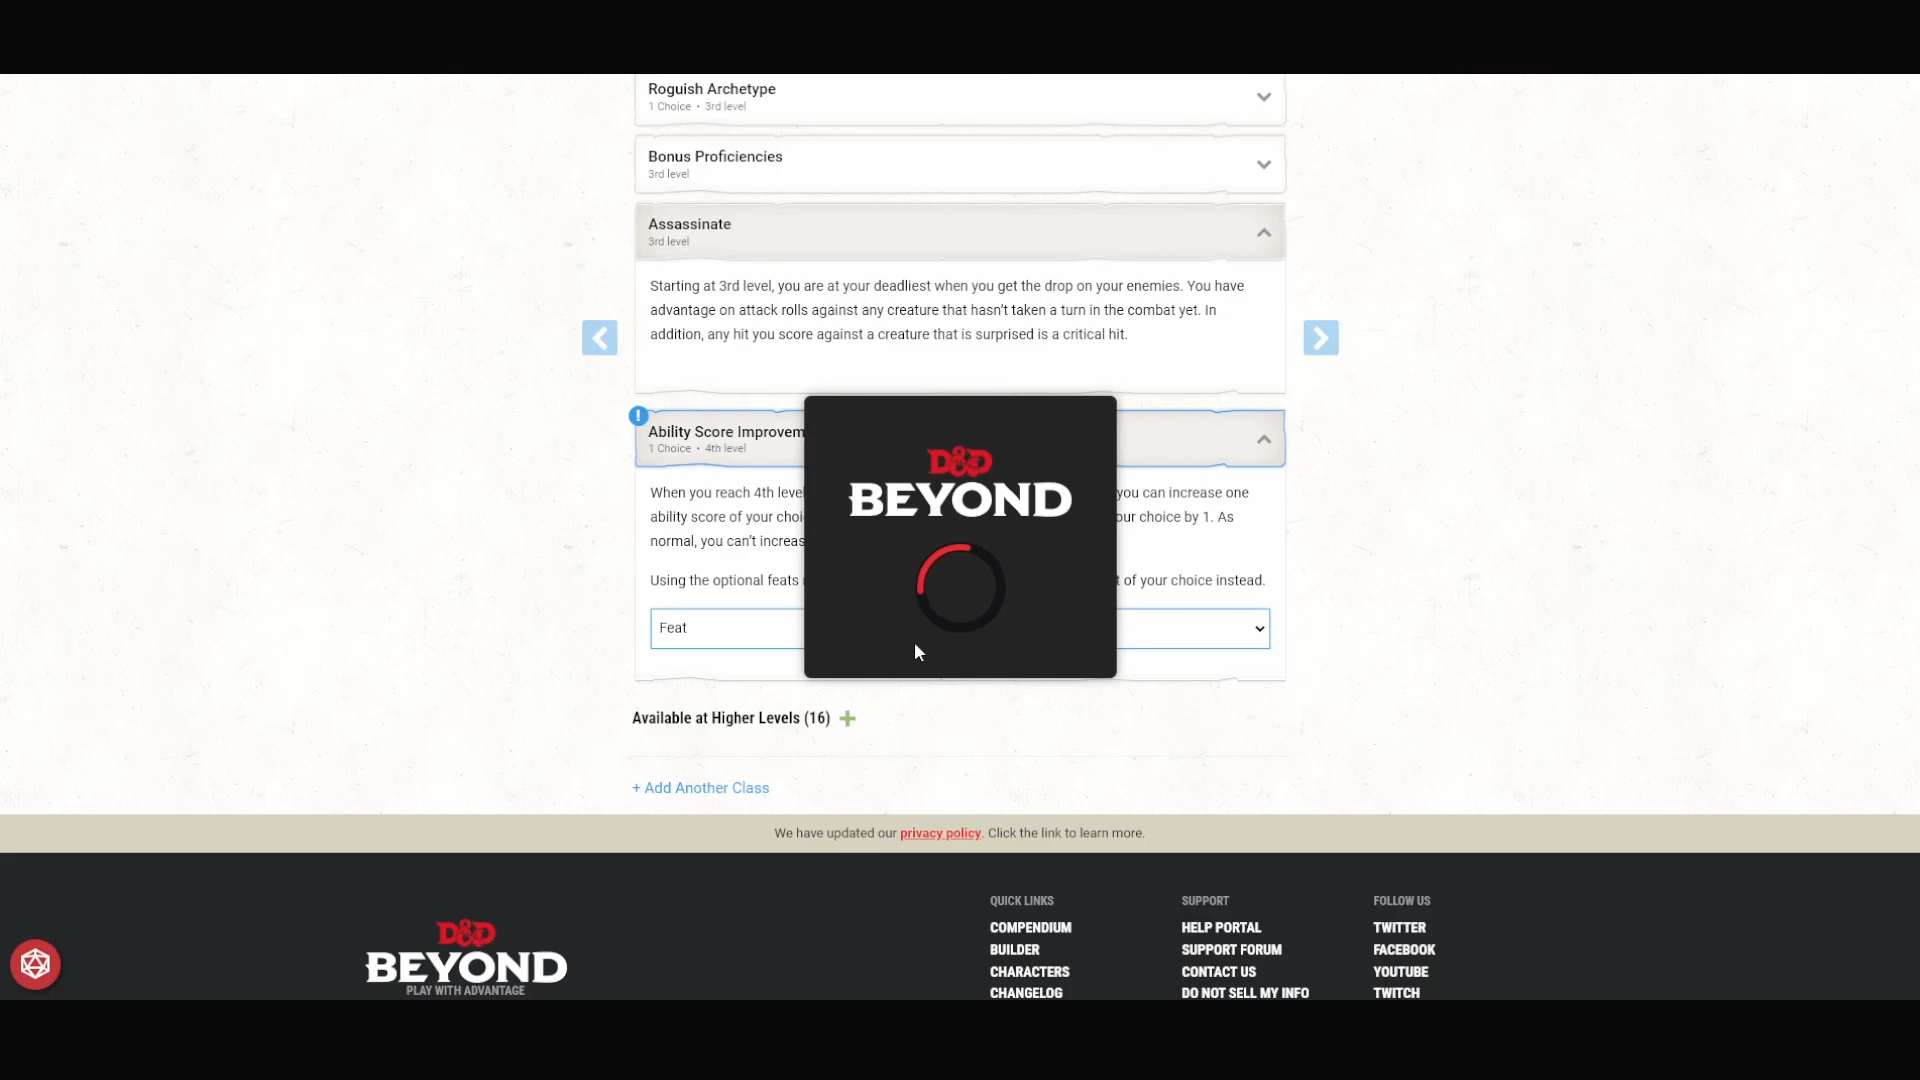 Roguish Archetype
1 Choice • 3rd level
Bonus Proficiencies
3rd level
Assassinate
3rd level
Starting at 3rd level, you are at your deadliest when you get the drop on your enemies. You have
advantage on attack rolls against any creature that hasn't taken a turn in the combat yet. In
addition, any hit you score against a creature that is surprised is a critical hit.
!
Ability Score Improvem
1 Choice • 4th level
When you reach 4th level you can increase one
ability score of your choi our choice by 1. As
normal, you can't increas
Using the optional feats t of your choice instead.
D&D
BEYOND
Feat
Available at Higher Levels (16)
+ Add Another Class
We have updated our privacy policy. Click the link to learn more.
D&D
BEYOND
PLAY WITH ADVANTAGE
QUICK LINKS
COMPENDIUM
BUILDER
CHARACTERS
CHANGELOG
SUPPORT
HELP PORTAL
SUPPORT FORUM
CONTACT US
DO NOT SELL MY INFO
FOLLOW US
TWITTER
FACEBOOK
YOUTUBE
TWITCH